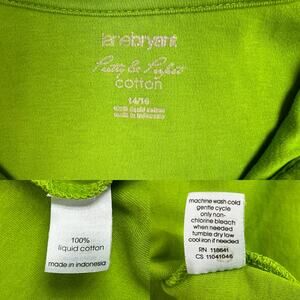 lanebryant
Pretty & Perfect
cotton
14/16
100% liquid cotton
made in indonesia
100%
liquid cotton
made in indonesia
machine wash cold
gentle cycle
only non-
chlorine bleach
when needed
tumble dry low
cool iron if needed
RN 118641
CS 11041046